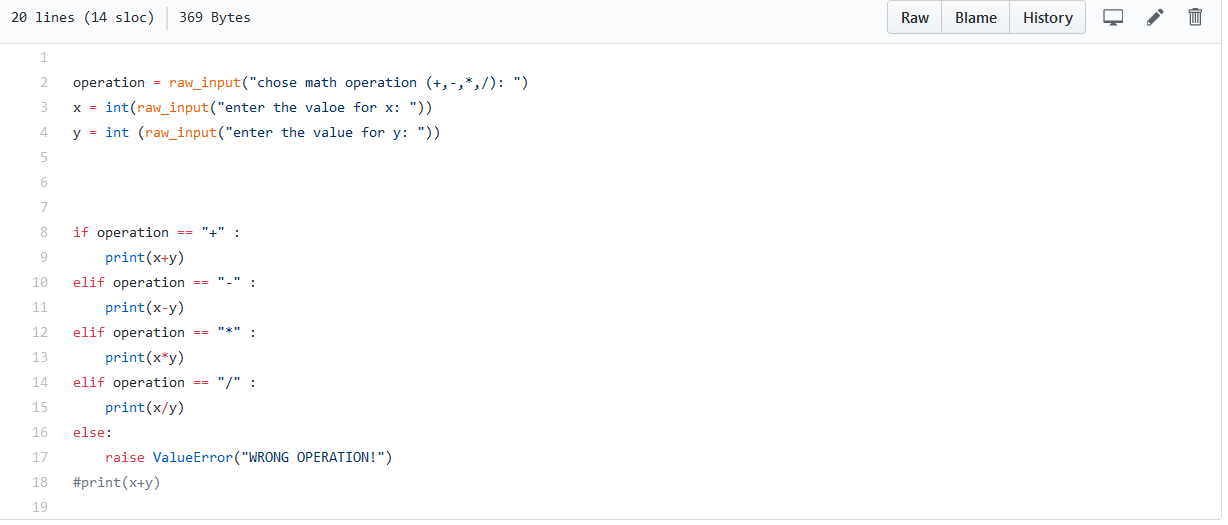 20 lines (14 sloc) 369 Bytes Raw Blame History
1
2 operation = raw_input("chose math operation (+,-,*,/): ")
3 x = int(raw_input("enter the valoe for x: "))
4 y = int (raw_input("enter the value for y: "))
5
6
7
8 if operation == "+" :
9     print(x+y)
10 elif operation == "-" :
11     print(x-y)
12 elif operation == "*" :
13     print(x*y)
14 elif operation == "/" :
15     print(x/y)
16 else:
17     raise ValueError("WRONG OPERATION!")
18 #print(x+y)
19